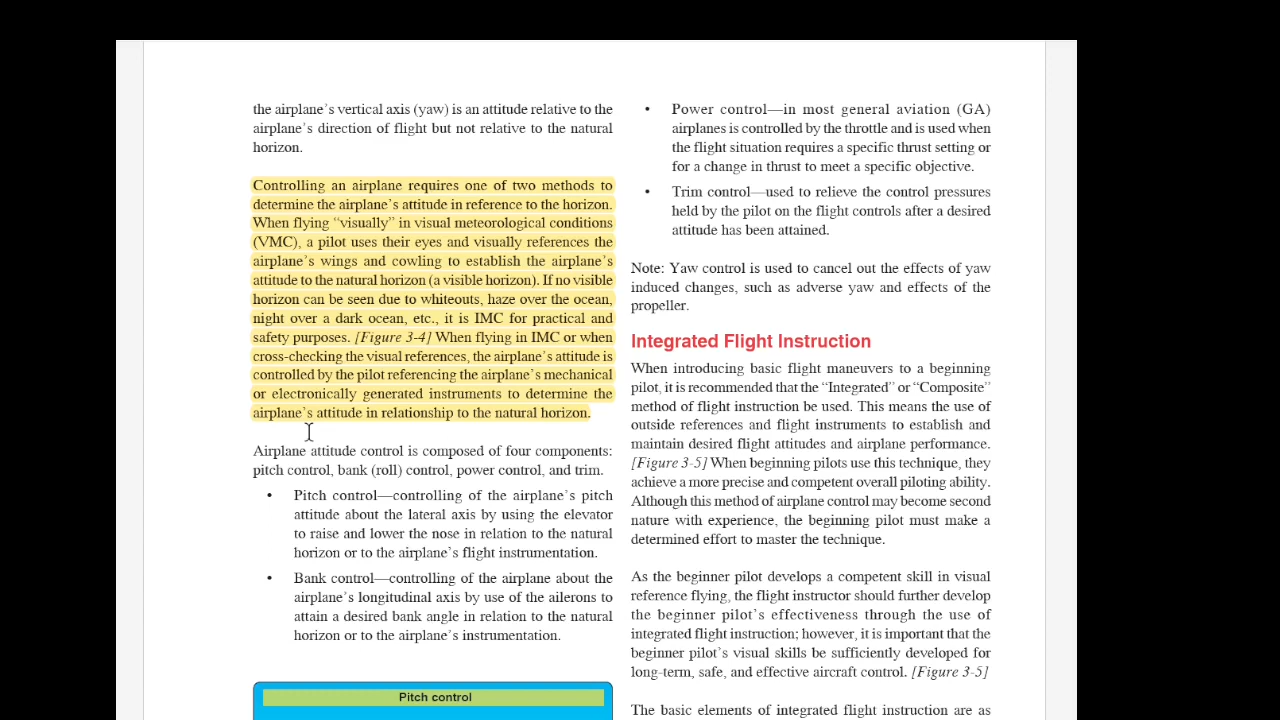 the airplane's vertical axis (yaw) is an attitude relative to the
airplane's direction of flight but not relative to the natural
horizon.
Controlling an airplane requires one of two methods to
determine the airplane's attitude in reference to the horizon.
When flying “visually” in visual meteorological conditions
(VMC), a pilot uses their eyes and visually references the
airplane's wings and cowling to establish the airplane's
attitude to the natural horizon (a visible horizon). If no visible
horizon can be seen due to whiteouts, haze over the ocean,
night over a dark ocean, etc., it is IMC for practical and
safety purposes. [Figure 3-4] When flying in IMC or when
cross-checking the visual references, the airplane's attitude is
controlled by the pilot referencing the airplane's mechanical
or electronically generated instruments to determine the
airplane's attitude in relationship to the natural horizon.
Airplane attitude control is composed of four components:
pitch control, bank (roll) control, power control, and trim.
• Pitch control—controlling of the airplane's pitch
attitude about the lateral axis by using the elevator
to raise and lower the nose in relation to the natural
horizon or to the airplane's flight instrumentation.
• Bank control—controlling of the airplane about the
airplane's longitudinal axis by use of the ailerons to
attain a desired bank angle in relation to the natural
horizon or to the airplane's instrumentation.
Pitch control
• Power control—in most general aviation (GA)
airplanes is controlled by the throttle and is used when
the flight situation requires a specific thrust setting or
for a change in thrust to meet a specific objective.
• Trim control—used to relieve the control pressures
held by the pilot on the flight controls after a desired
attitude has been attained.
Note: Yaw control is used to cancel out the effects of yaw
induced changes, such as adverse yaw and effects of the
propeller.
Integrated Flight Instruction
When introducing basic flight maneuvers to a beginning
pilot, it is recommended that the “Integrated” or “Composite”
method of flight instruction be used. This means the use of
outside references and flight instruments to establish and
maintain desired flight attitudes and airplane performance.
[Figure 3-5] When beginning pilots use this technique, they
achieve a more precise and competent overall piloting ability.
Although this method of airplane control may become second
nature with experience, the beginning pilot must make a
determined effort to master the technique.
As the beginner pilot develops a competent skill in visual
reference flying, the flight instructor should further develop
the beginner pilot's effectiveness through the use of
integrated flight instruction; however, it is important that the
beginner pilot's visual skills be sufficiently developed for
long-term, safe, and effective aircraft control. [Figure 3-5]
The basic elements of integrated flight instruction are as